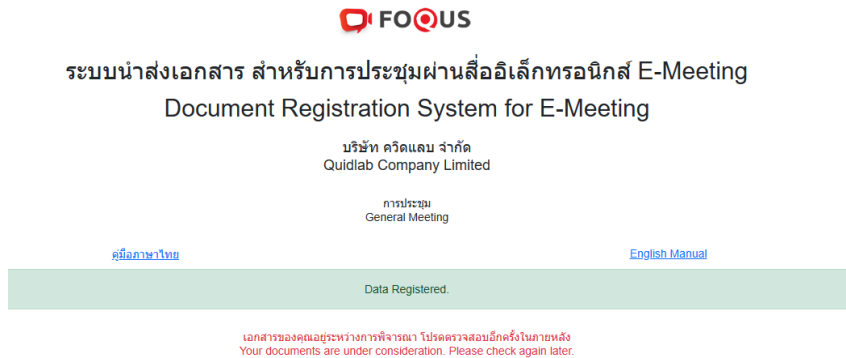 FOQUS
ระบบนำส่งเอกสาร สำหรับการประชุมผ่านสื่ออิเล็กทรอนิกส์ E-Meeting
Document Registration System for E-Meeting
บริษัท ควิดแลบ จำกัด
Quidlab Company Limited
การประชุม
General Meeting
คู่มือภาษาไทย
English Manual
Data Registered.
เอกสารของคุณอยู่ระหว่างการพิจารณา โปรดตรวจสอบอีกครั้งในภายหลัง
Your documents are under consideration. Please check again later.